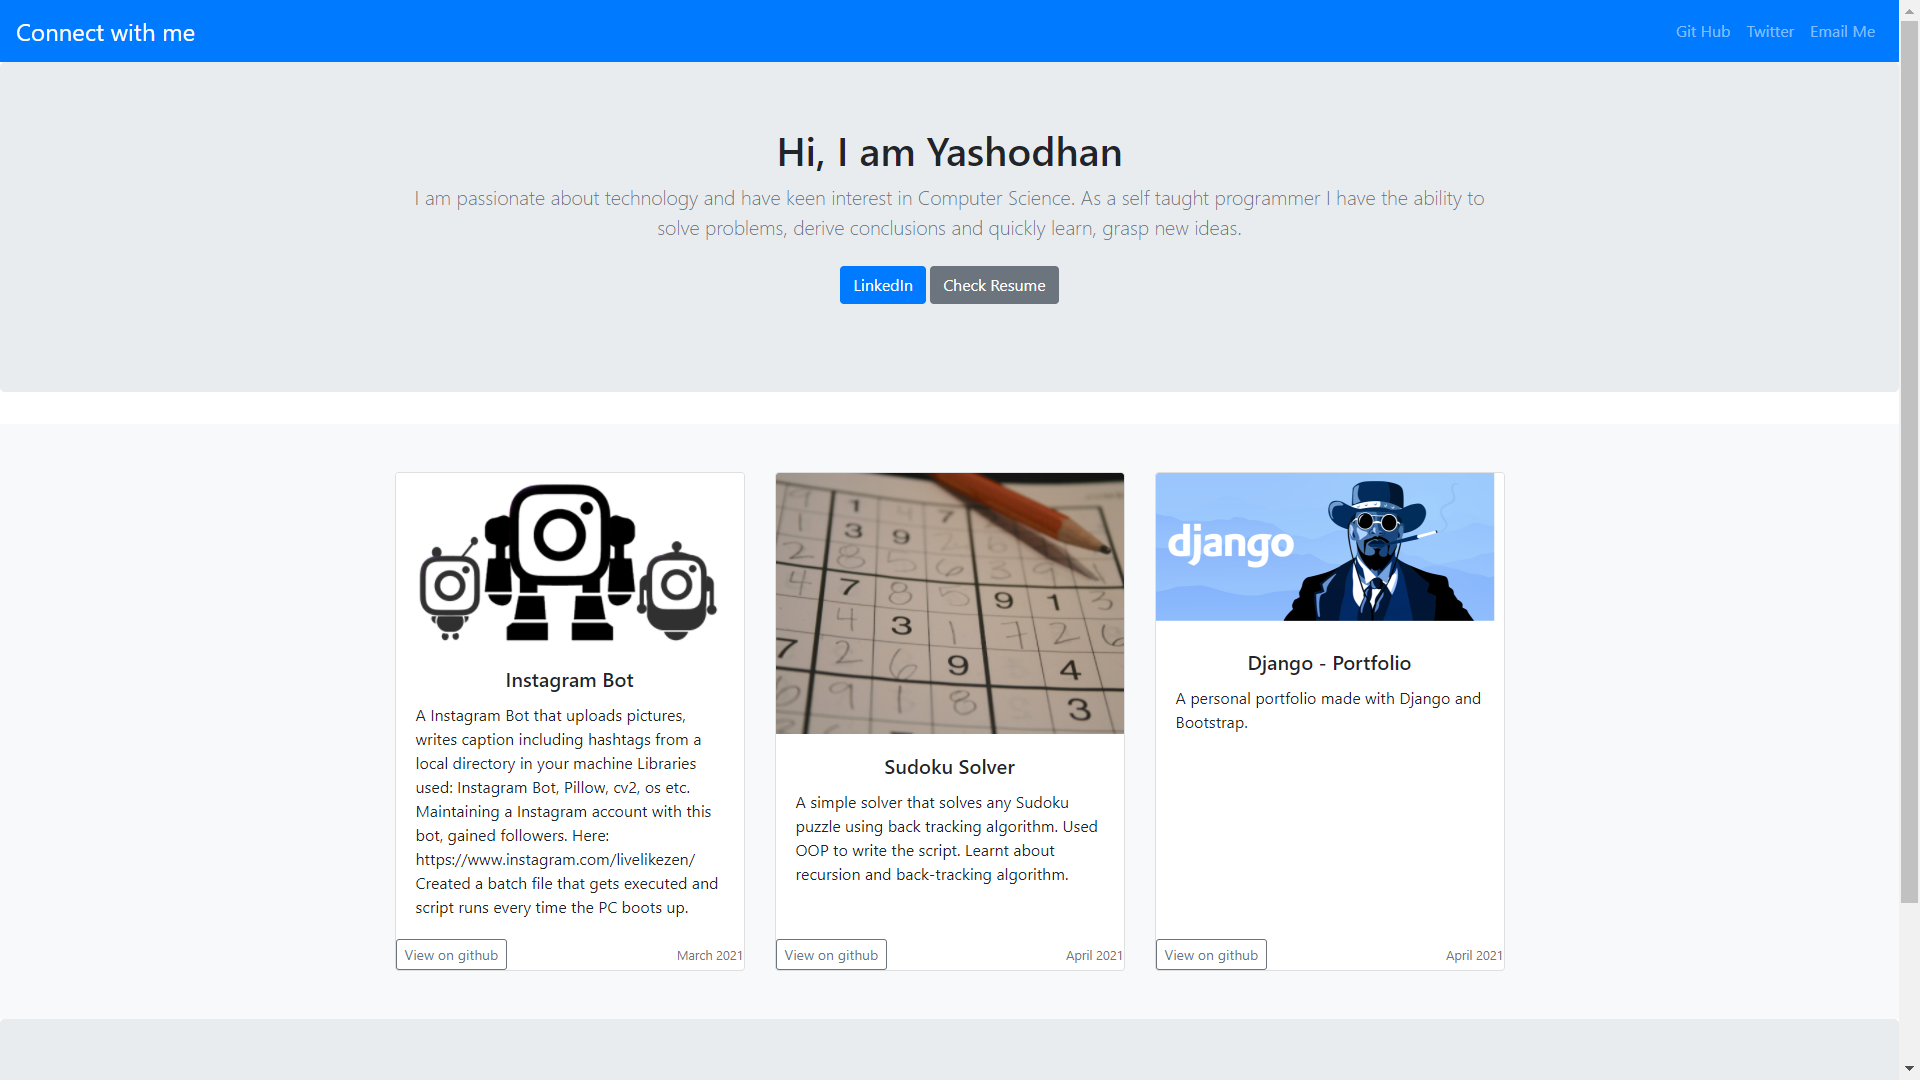 Connect with me
Git Hub
Twitter
Email Me
Hi, I am Yashodhan
I am passionate about technology and have keen interest in Computer Science. As a self taught programmer I have the ability to
solve problems, derive conclusions and quickly learn, grasp new ideas.
LinkedIn
Check Resume
Instagram Bot
A Instagram Bot that uploads pictures,
writes caption including hashtags from a
local directory in your machine Libraries
used: Instagram Bot, Pillow, cv2, os etc.
Maintaining a Instagram account with this
bot, gained followers. Here:
https://www.instagram.com/livelikezen/
Created a batch file that gets executed and
script runs every time the PC boots up.
View on github
March 2021
Sudoku Solver
A simple solver that solves any Sudoku
puzzle using back tracking algorithm. Used
OOP to write the script. Learnt about
recursion and back-tracking algorithm.
View on github
April 2021
django
Django - Portfolio
A personal portfolio made with Django and
Bootstrap.
View on github
April 2021